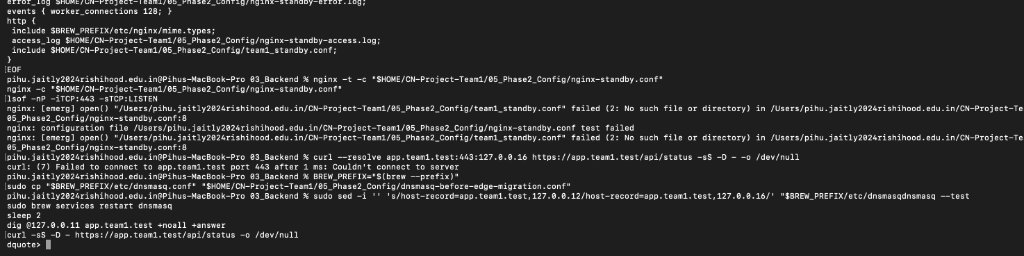 error_log $HOME/CN-Project-Team1/05_Phase2_Config/nginx-standby-error.log;
events { worker_connections 128; }
http {
 include $BREW_PREFIX/etc/nginx/mime.types;
 access_log $HOME/CN-Project-Team1/05_Phase2_Config/nginx-standby-access.log;
 include $HOME/CN-Project-Team1/05_Phase2_Config/team1_standby.conf;
}
EOF
pihu.jaitly2024rishihood.edu.in@Pihus-MacBook-Pro 03_Backend % nginx -t -c "$HOME/CN-Project-Team1/05_Phase2_Config/nginx-standby.conf"
nginx -c "$HOME/CN-Project-Team1/05_Phase2_Config/nginx-standby.conf"
lsof -nP -iTCP:443 -sTCP:LISTEN
nginx: [emerg] open() "/Users/pihu.jaitly2024rishihood.edu.in/CN-Project-Team1/05_Phase2_Config/team1_standby.conf" failed (2: No such file or directory) in /Users/pihu.jaitly2024rishihood.edu.in/CN-Project-Te
05_Phase2_Config/nginx-standby.conf:8
nginx: configuration file /Users/pihu.jaitly2024rishihood.edu.in/CN-Project-Team1/05_Phase2_Config/nginx-standby.conf test failed
nginx: [emerg] open() "/Users/pihu.jaitly2024rishihood.edu.in/CN-Project-Team1/05_Phase2_Config/team1_standby.conf" failed (2: No such file or directory) in /Users/pihu.jaitly2024rishihood.edu.in/CN-Project-Te
05_Phase2_Config/nginx-standby.conf:8
pihu.jaitly2024rishihood.edu.in@Pihus-MacBook-Pro 03_Backend % curl --resolve app.team1.test:443:127.0.0.16 https://app.team1.test/api/status -sS -D - -o /dev/null
curl: (7) Failed to connect to app.team1.test port 443 after 1 ms: Couldn't connect to server
pihu.jaitly2024rishihood.edu.in@Pihus-MacBook-Pro 03_Backend % BREW_PREFIX="$(brew --prefix)"
sudo cp "$BREW_PREFIX/etc/dnsmasq.conf" "$HOME/CN-Project-Team1/05_Phase2_Config/dnsmasq-before-edge-migration.conf"
pihu.jaitly2024rishihood.edu.in@Pihus-MacBook-Pro 03_Backend % sudo sed -i '' 's/host-record=app.team1.test,127.0.0.12/host-record=app.team1.test,127.0.0.16/' "$BREW_PREFIX/etc/dnsmasqdnsmasq --test
sudo brew services restart dnsmasq
sleep 2
dig @127.0.0.11 app.team1.test +noall +answer
curl -sS -D - https://app.team1.test/api/status -o /dev/null
dquote>